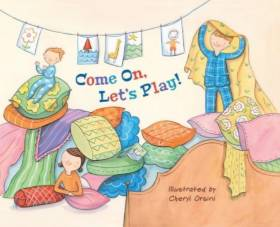 Come On,
Let's Play!
Illustrated by
Cheryl Orsini